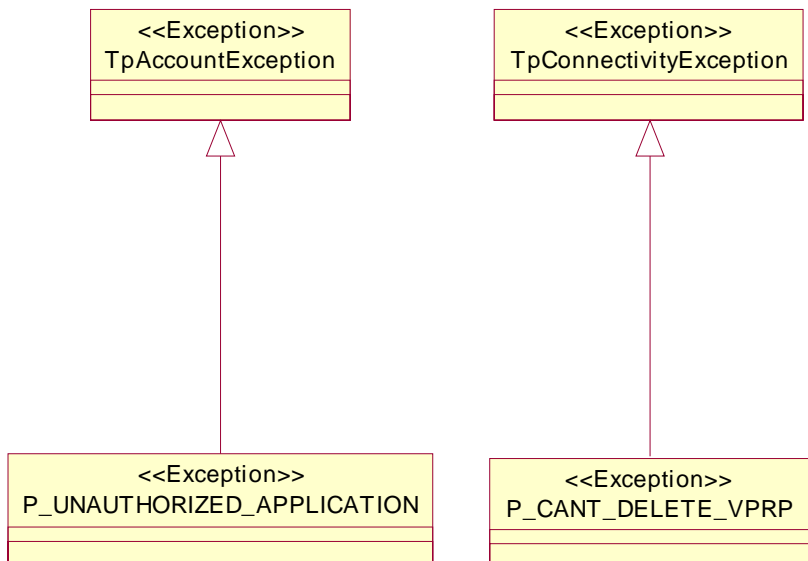 <<Exception>>
TpAccountException
<<Exception>>
TpConnectivityException
<<Exception>>
P_UNAUTHORIZED_APPLICATION
<<Exception>>
P_CANT_DELETE_VPRP